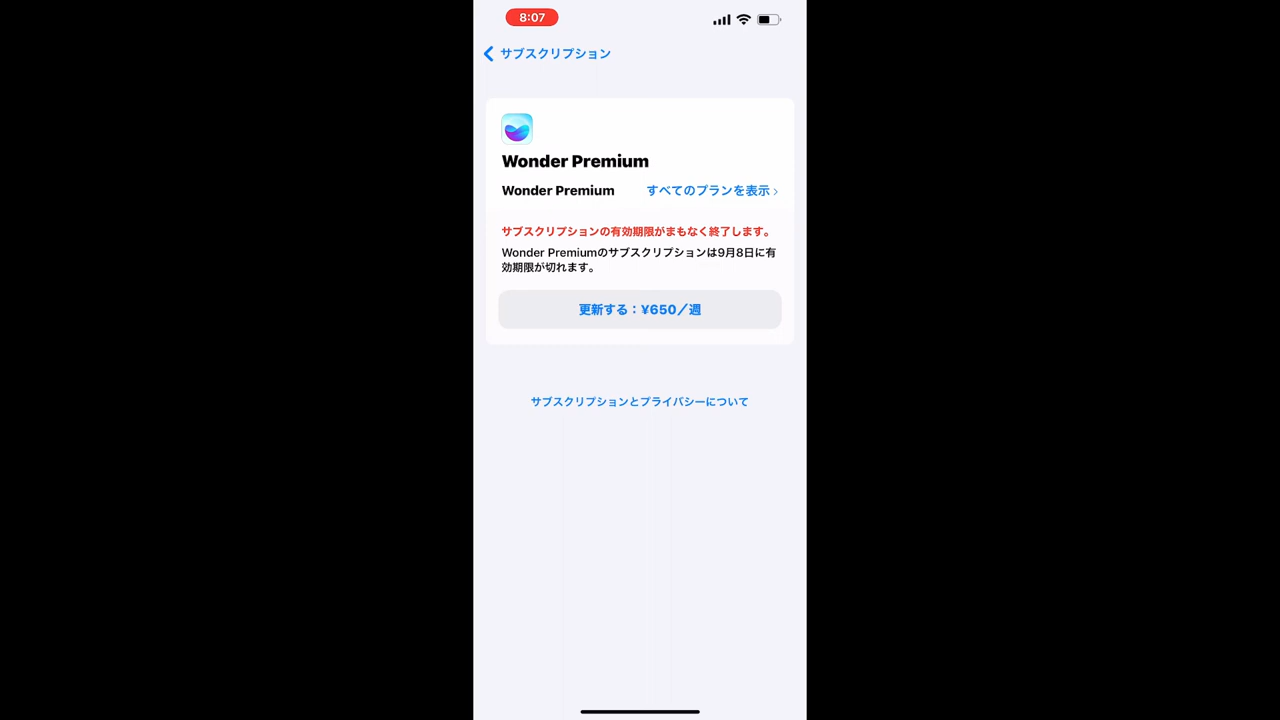 8:07
サブスクリプション
Wonder Premium
Wonder Premium すべてのプランを表示
サブスクリプションの有効期限がまもなく終了します。
Wonder Premiumのサブスクリプションは9月8日に有
効期限が切れます。
更新する：¥650／週
サブスクリプションとプライバシーについて